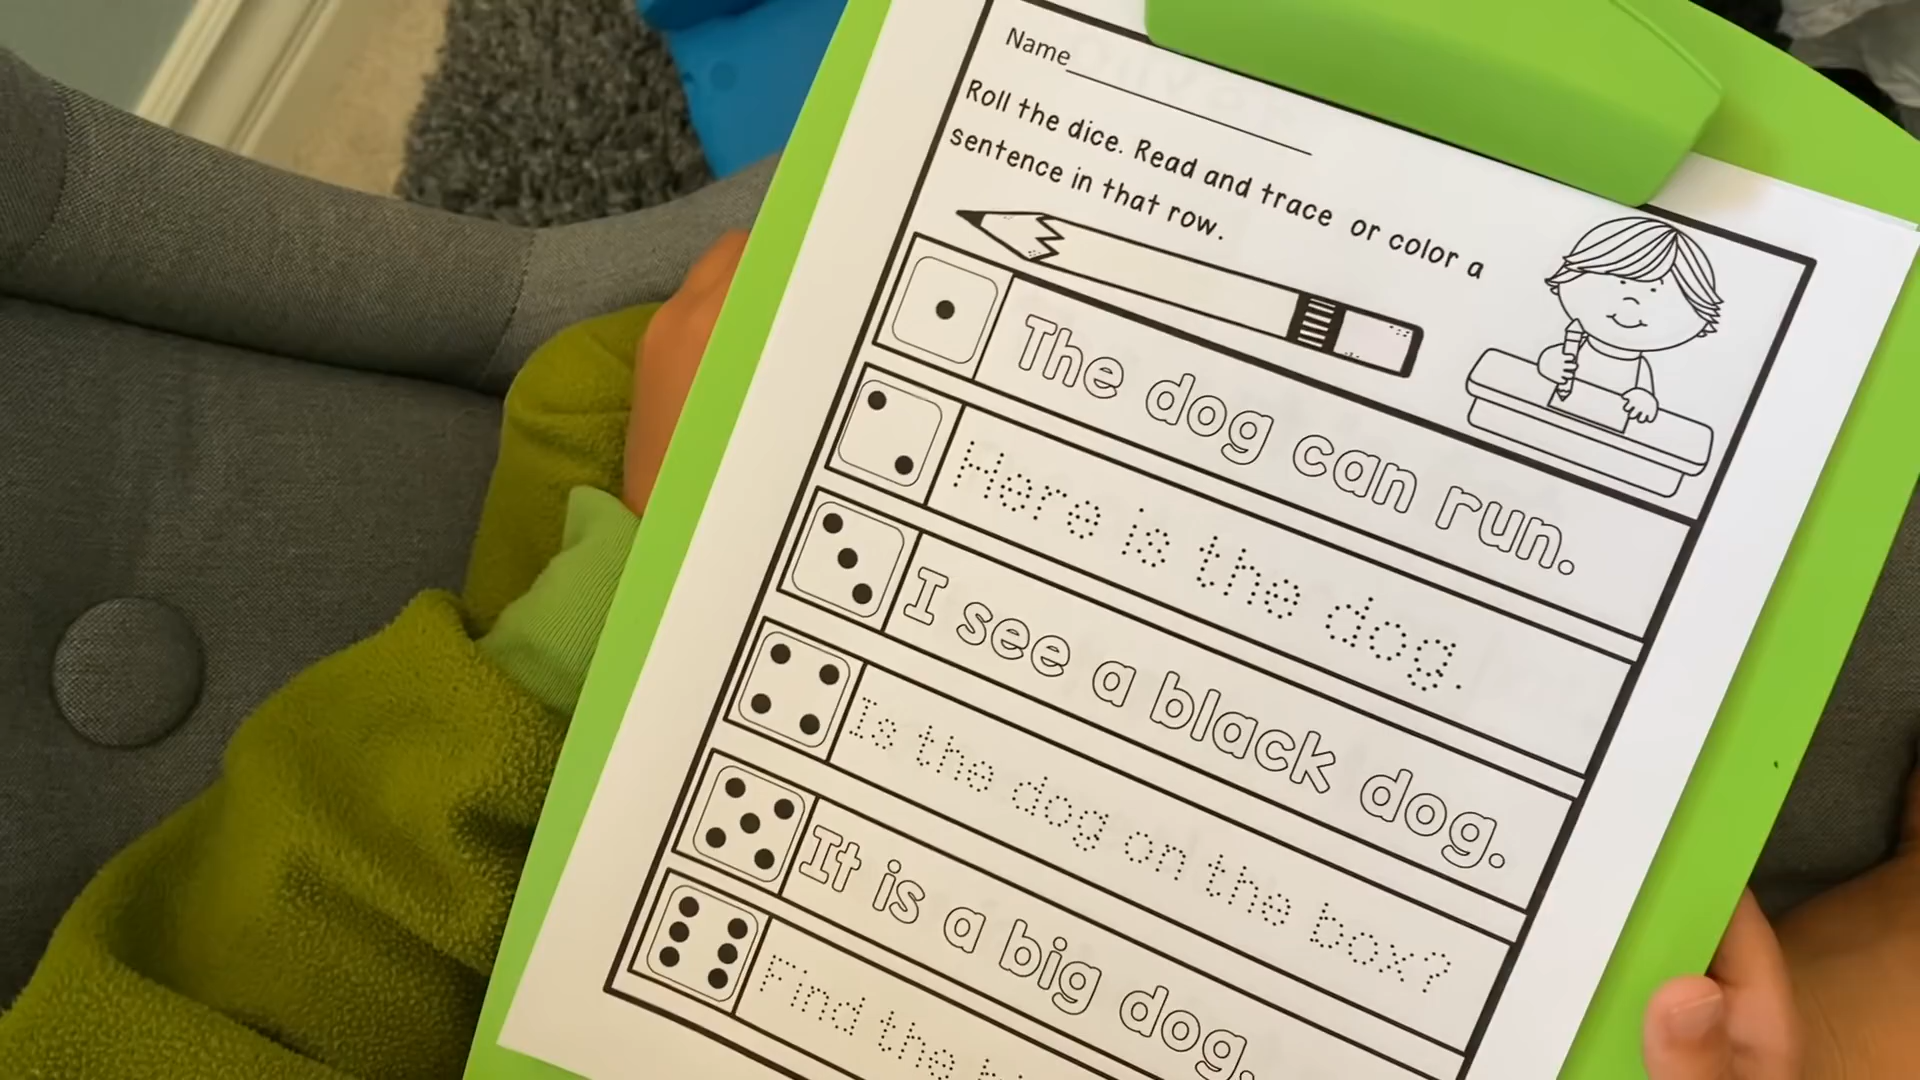 Name
Roll the dice. Read and trace or color a
sentence in that row.
The dog can run.
Here is the dog.
I see a black dog.
Is the dog on the box?
It is a big dog.
Find the